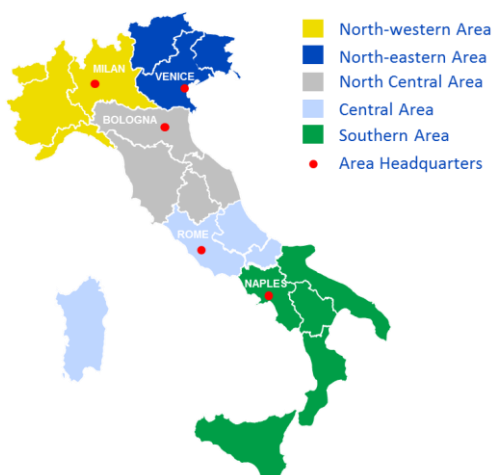 North-western Area
North-eastern Area
North Central Area
Central Area
Southern Area
Area Headquarters
MILAN
VENICE
BOLOGNA
ROME
NAPLES